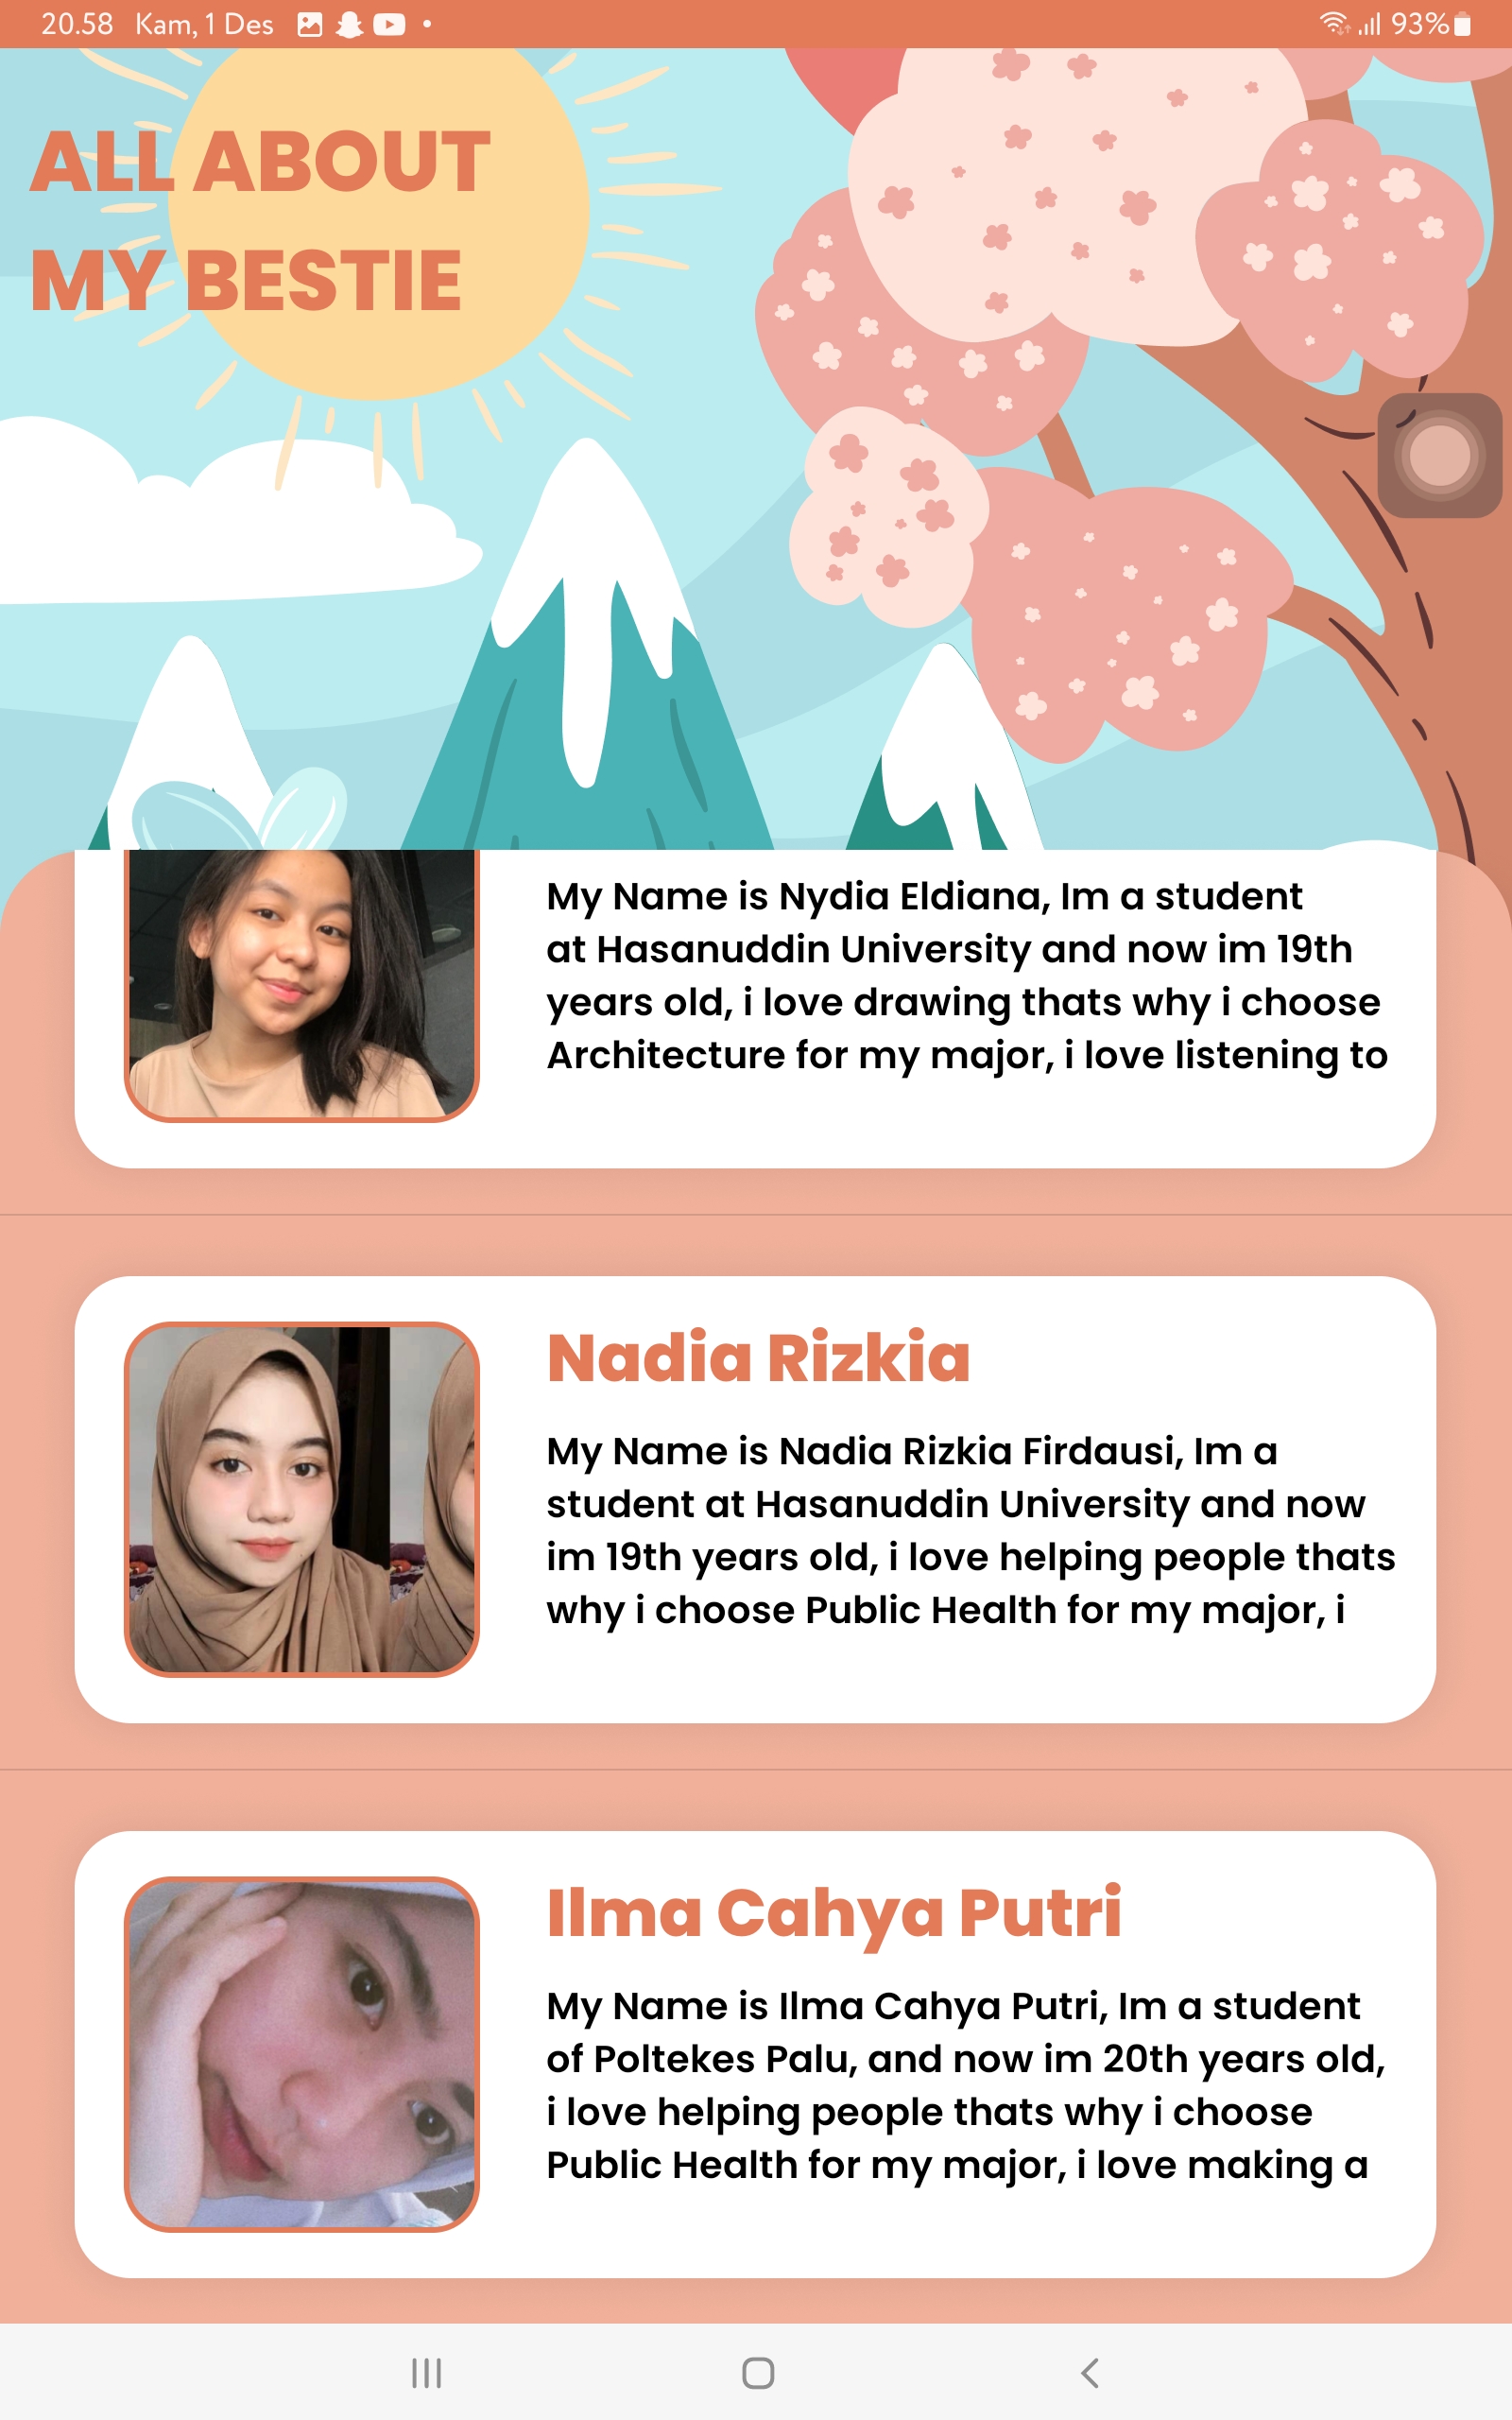 20.58 Kam, 1 Des
93%
ALL ABOUT
MY BESTIE
My Name is Nydia Eldiana, Im a student
at Hasanuddin University and now im 19th
years old, i love drawing thats why i choose
Architecture for my major, i love listening to
Nadia Rizkia
My Name is Nadia Rizkia Firdausi, Im a
student at Hasanuddin University and now
im 19th years old, i love helping people thats
why i choose Public Health for my major, i
Ilma Cahya Putri
My Name is Ilma Cahya Putri, Im a student
of Poltekes Palu, and now im 20th years old,
i love helping people thats why i choose
Public Health for my major, i love making a